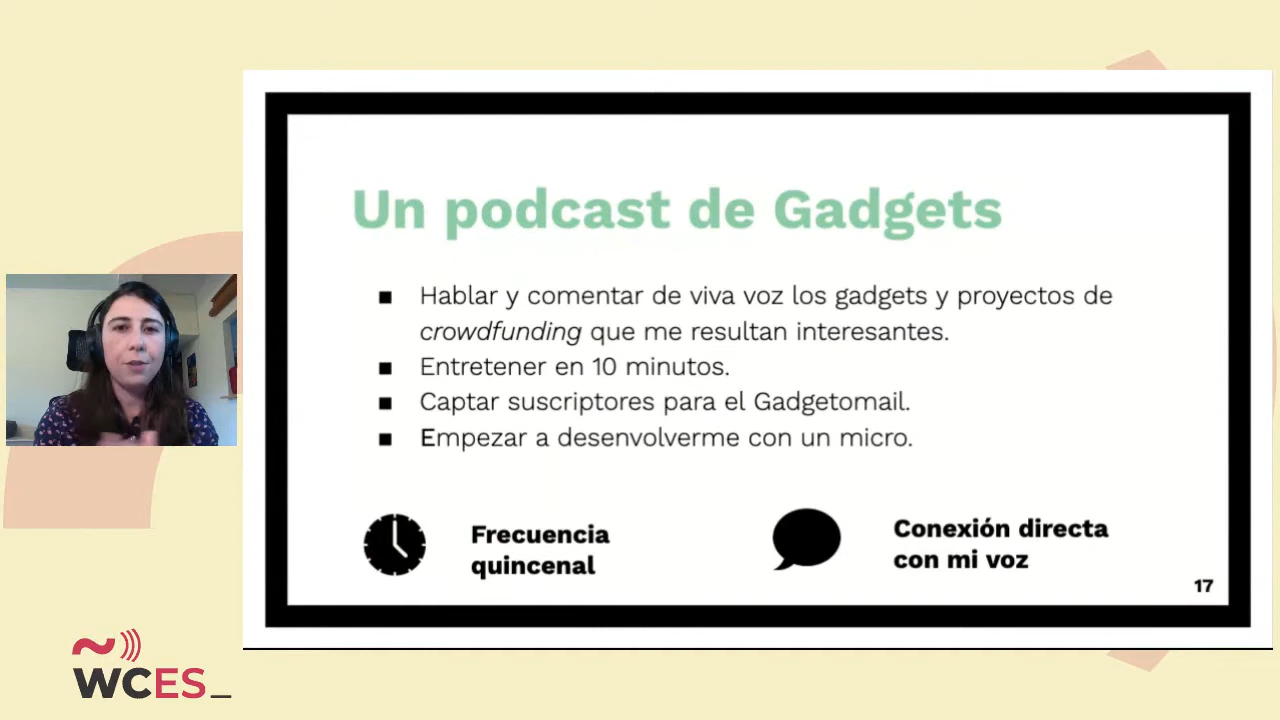 Un podcast de Gadgets
■ Hablar y comentar de viva voz los gadgets y proyectos de
crowdfunding que me resultan interesantes.
■ Entretener en 10 minutos.
■ Captar suscriptores para el Gadgetomail.
■ Empezar a desenvolverme con un micro.
Frecuencia
quincenal
Conexión directa
con mi voz
17
WCES_